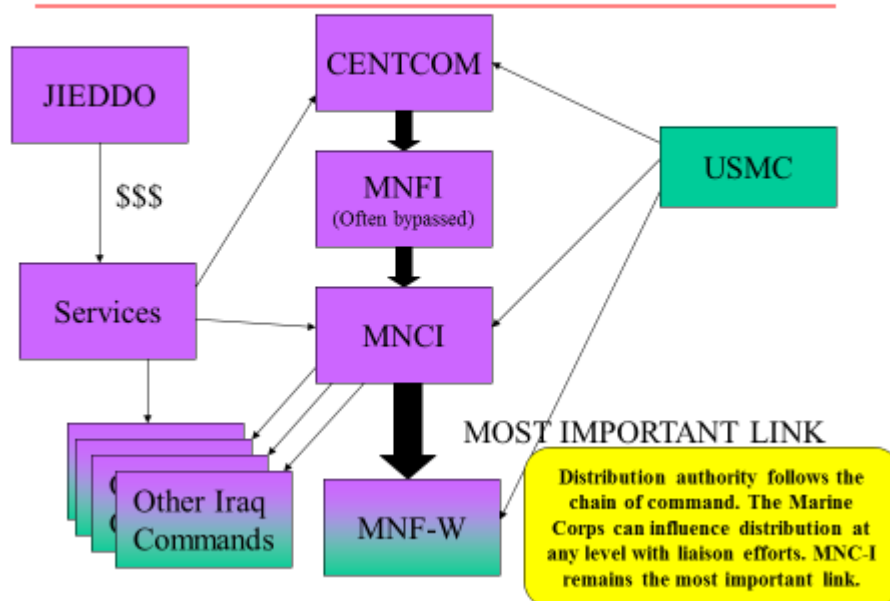 CENTCOM
JIEDDO
USMC
MNFI
(Often bypassed)
$$$
Services
MNCI
MOST IMPORTANT LINK
Distribution authority follows the
chain of command. The Marine
Corps can influence distribution at
any level with liaison efforts. MNC-I
remains the most important link.
Other Iraq
Commands
MNF-W